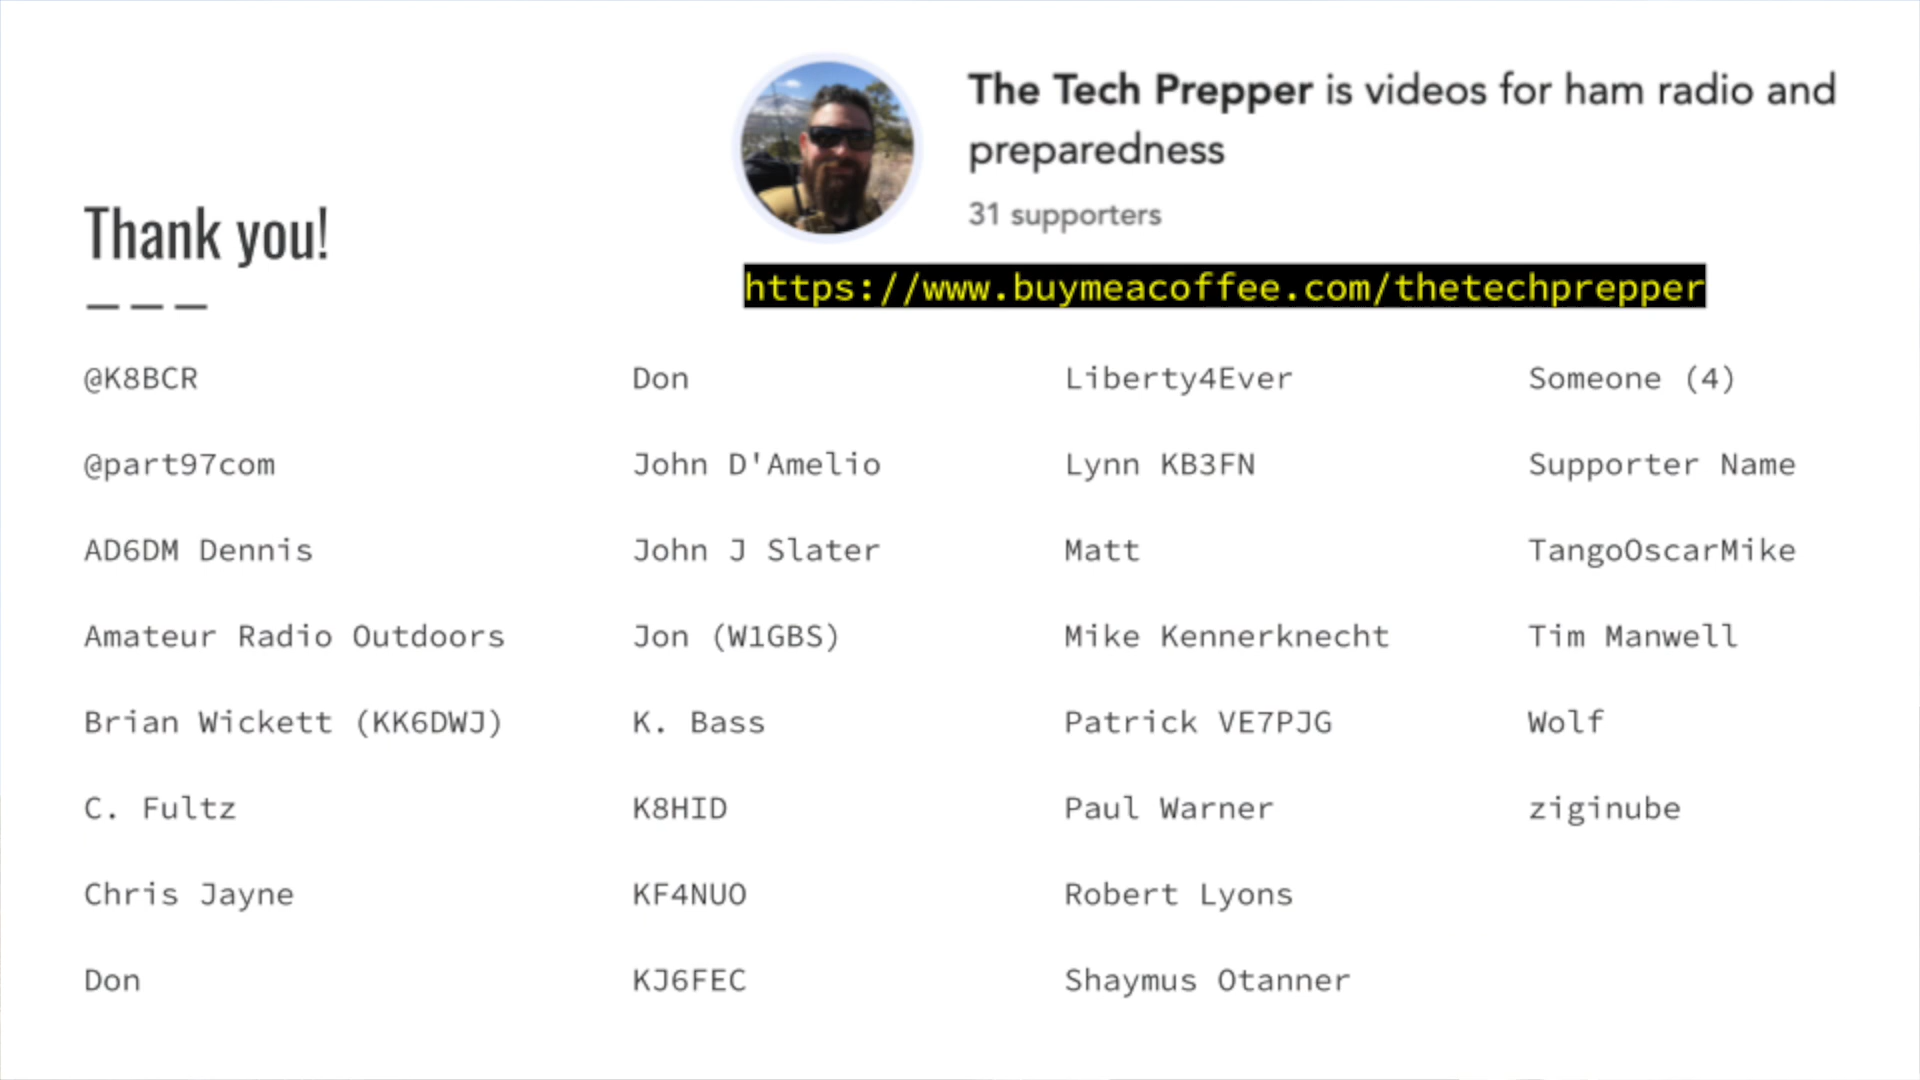 The Tech Prepper is videos for ham radio and
preparedness
31 supporters
Thank you!
https://www.buymeacoffee.com/thetechprepper
@K8BCR
@part97com
AD6DM Dennis
Amateur Radio Outdoors
Brian Wickett (KK6DWJ)
C. Fultz
Chris Jayne
Don
Don
John D'Amelio
John J Slater
Jon (W1GBS)
K. Bass
K8HID
KF4NUO
KJ6FEC
Liberty4Ever
Lynn KB3FN
Matt
Mike Kennerknecht
Patrick VE7PJG
Paul Warner
Robert Lyons
Shaymus Otanner
Someone (4)
Supporter Name
TangoOscarMike
Tim Manwell
Wolf
ziginube